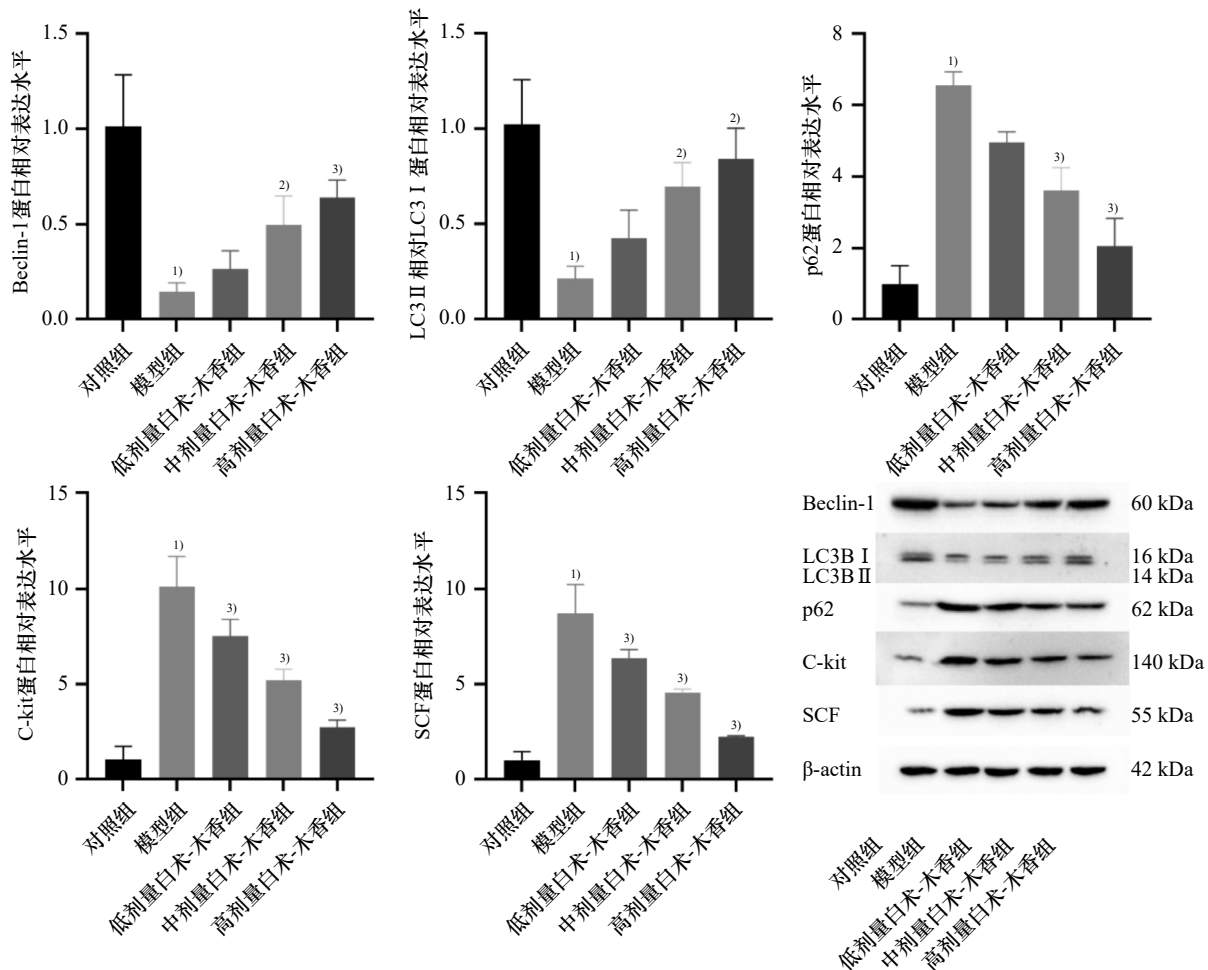 Beclin-1蛋白相对表达水平
1.5
1.0
0.5
0.0
1)
2)
3)
对照组
模型组
低剂量白术-木香组
中剂量白术-木香组
高剂量白术-木香组
LC3Ⅱ相对LC3Ⅰ蛋白相对表达水平
1.5
1.0
0.5
0.0
1)
2)
2)
对照组
模型组
低剂量白术-木香组
中剂量白术-木香组
高剂量白术-木香组
p62蛋白相对表达水平
8
6
4
2
0
1)
3)
3)
对照组
模型组
低剂量白术-木香组
中剂量白术-木香组
高剂量白术-木香组
C-kit蛋白相对表达水平
15
10
5
0
1)
3)
3)
3)
对照组
模型组
低剂量白术-木香组
中剂量白术-木香组
高剂量白术-木香组
SCF蛋白相对表达水平
15
10
5
0
1)
3)
3)
3)
对照组
模型组
低剂量白术-木香组
中剂量白术-木香组
高剂量白术-木香组
Beclin-1 60 kDa
LC3BⅠ 16 kDa
LC3BⅡ 14 kDa
p62 62 kDa
C-kit 140 kDa
SCF 55 kDa
β-actin 42 kDa
对照组
模型组
低剂量白术-木香组
中剂量白术-木香组
高剂量白术-木香组